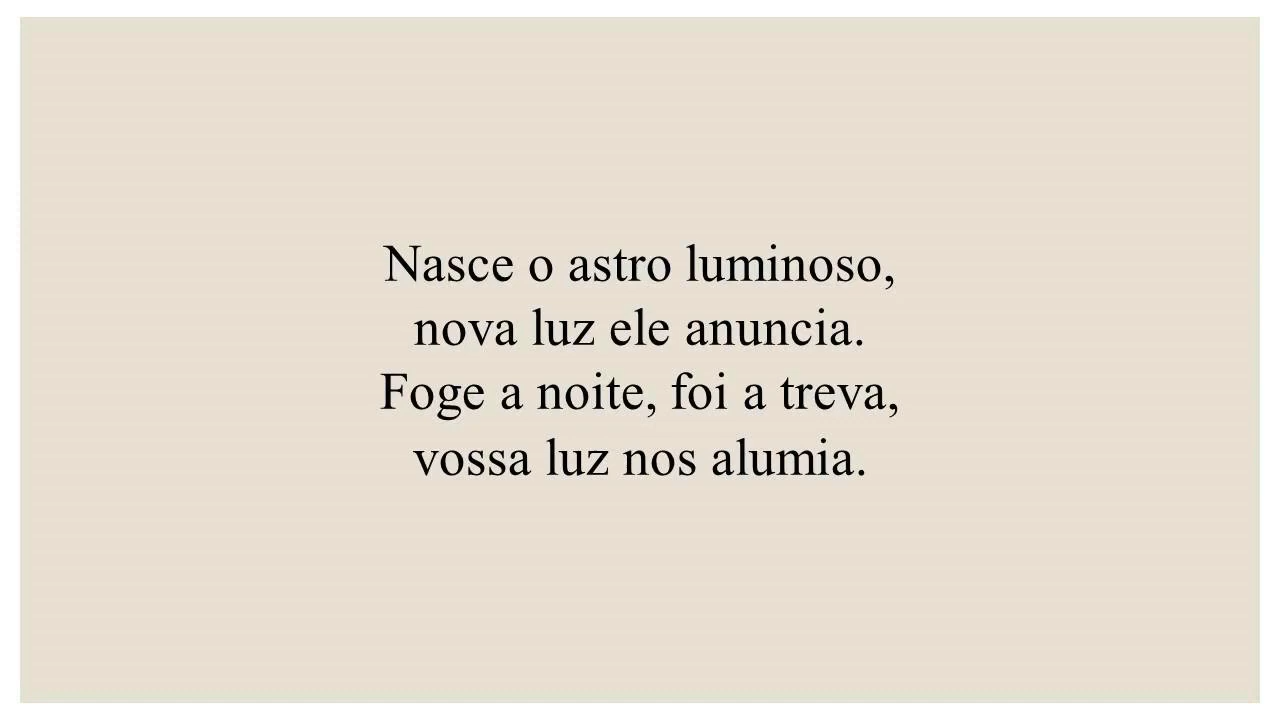 Nasce o astro luminoso,
nova luz ele anuncia.
Foge a noite, foi a treva,
vossa luz nos alumia.